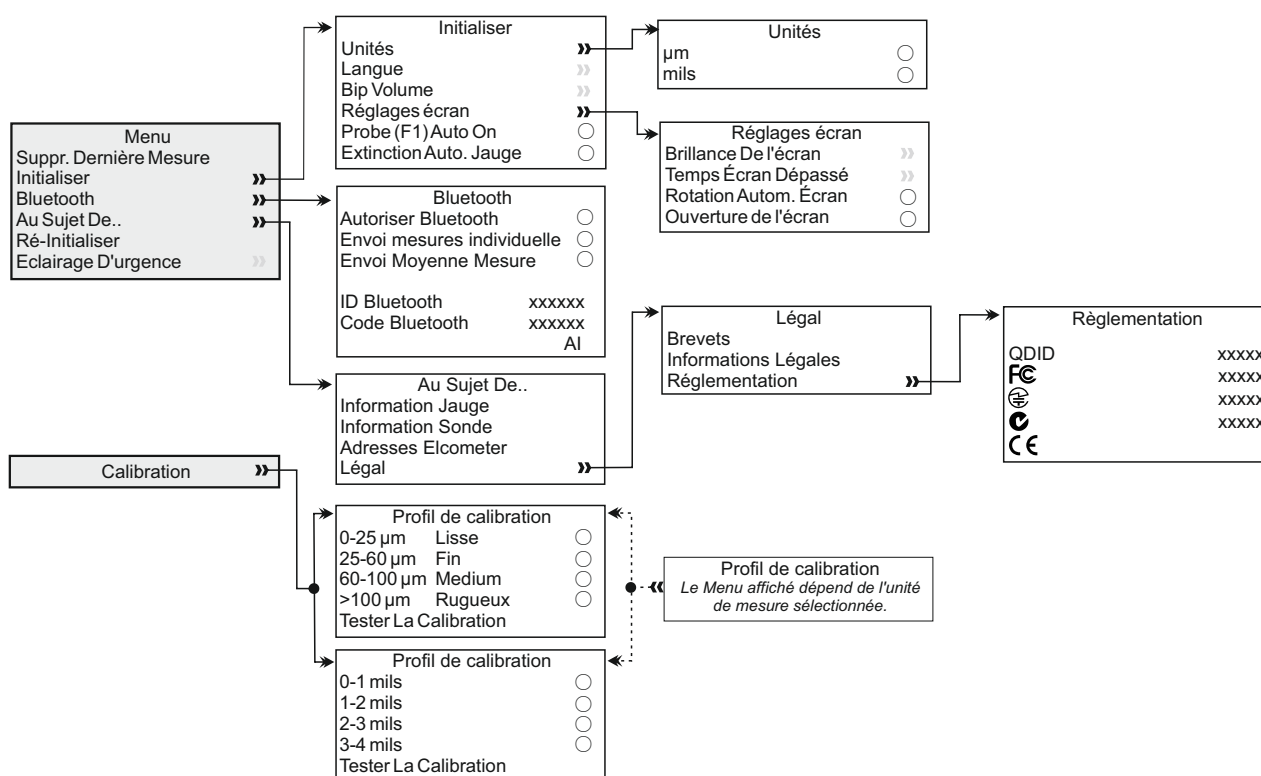 Menu
Suppr. Dernière Mesure
Initialiser
Bluetooth
Au Sujet De..
Ré-Initialiser
Eclairage D'urgence
Initialiser
Unités
Langue
Bip Volume
Réglages écran
Probe (F1) Auto On
Extinction Auto. Jauge
Unités
µm
mils
Réglages écran
Brillance De l'écran
Temps Écran Dépassé
Rotation Autom. Écran
Ouverture de l'écran
Bluetooth
Autoriser Bluetooth
Envoi mesures individuelle
Envoi Moyenne Mesure
ID Bluetooth xxxxxx
Code Bluetooth xxxxxx
AI
Au Sujet De..
Information Jauge
Information Sonde
Adresses Elcometer
Légal
Légal
Brevets
Informations Légales
Réglementation
Règlementation
QDID xxxxx
FC xxxxx
xxxxx
xxxxx
CE
Calibration
Profil de calibration
0-25 µm Lisse
25-60 µm Fin
60-100 µm Medium
>100 µm Rugueux
Tester La Calibration
Profil de calibration
Le Menu affiché dépend de l'unité
de mesure sélectionnée.
Profil de calibration
0-1 mils
1-2 mils
2-3 mils
3-4 mils
Tester La Calibration